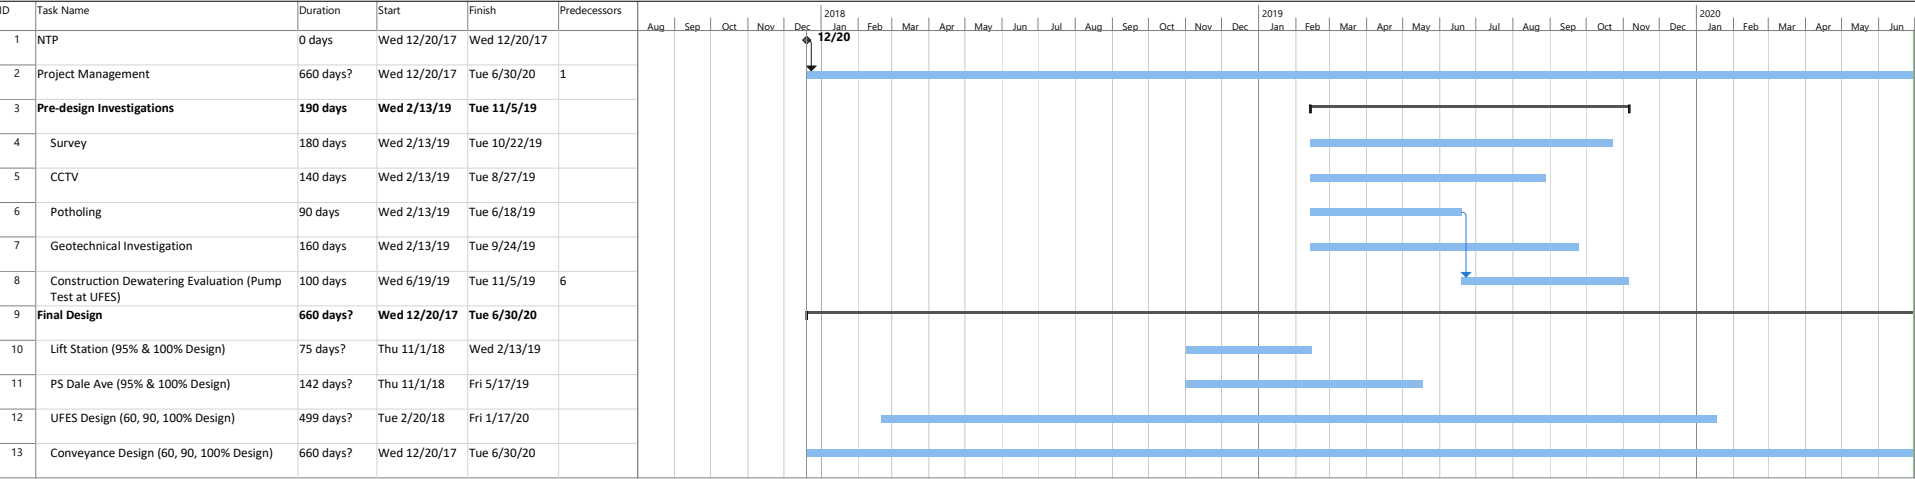 ID Task Name Duration Start Finish Predecessors
2018 2019 2020
Aug Sep Oct Nov Dec Jan Feb Mar Apr May Jun Jul Aug Sep Oct Nov Dec Jan Feb Mar Apr May Jun Jul Aug Sep Oct Nov Dec Jan Feb Mar Apr May Jun
1 NTP 0 days Wed 12/20/17 Wed 12/20/17 12/20
2 Project Management 660 days? Wed 12/20/17 Tue 6/30/20 1
3 Pre-design Investigations 190 days Wed 2/13/19 Tue 11/5/19
4 Survey 180 days Wed 2/13/19 Tue 10/22/19
5 CCTV 140 days Wed 2/13/19 Tue 8/27/19
6 Potholing 90 days Wed 2/13/19 Tue 6/18/19
7 Geotechnical Investigation 160 days Wed 2/13/19 Tue 9/24/19
8 Construction Dewatering Evaluation (Pump 100 days Wed 6/19/19 Tue 11/5/19 6
Test at UFES)
9 Final Design 660 days? Wed 12/20/17 Tue 6/30/20
10 Lift Station (95% & 100% Design) 75 days? Thu 11/1/18 Wed 2/13/19
11 PS Dale Ave (95% & 100% Design) 142 days? Thu 11/1/18 Fri 5/17/19
12 UFES Design (60, 90, 100% Design) 499 days? Tue 2/20/18 Fri 1/17/20
13 Conveyance Design (60, 90, 100% Design) 660 days? Wed 12/20/17 Tue 6/30/20